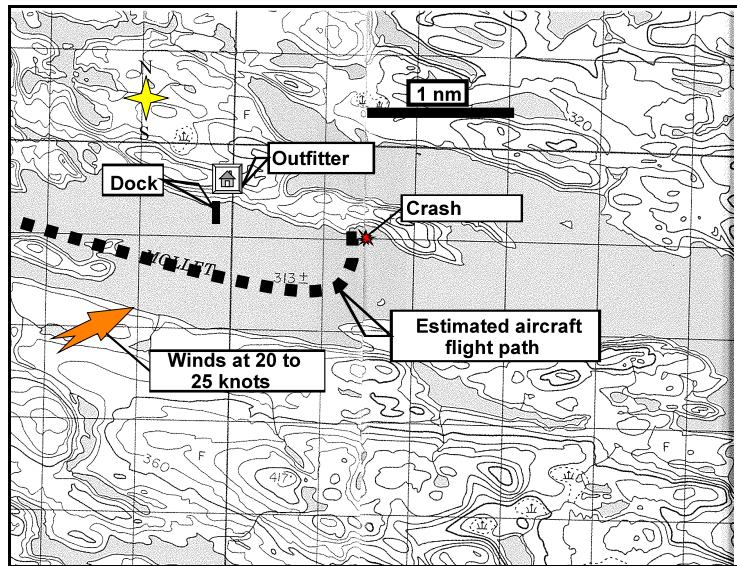 N
S
1 nm
320
F
Outfitter
Dock
Crash
MOLLET
313±
Estimated aircraft
flight path
Winds at 20 to
25 knots
360
F
417
F